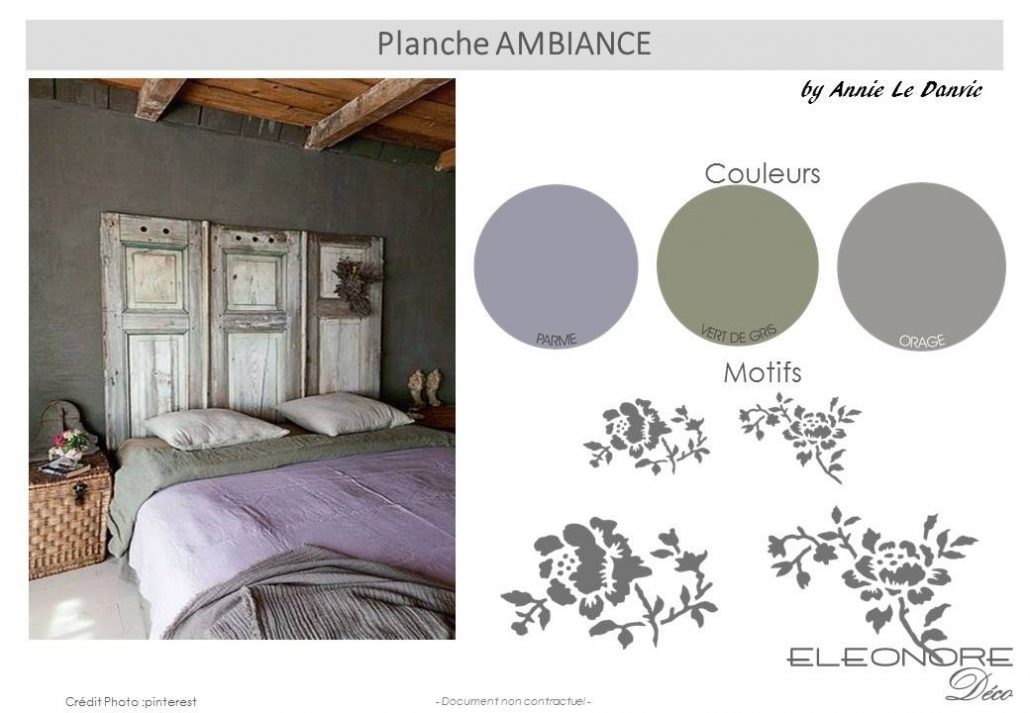 Planche AMBIANCE
by Annie Le Danvic
Couleurs
PARME
VERT DE GRIS
ORAGE
Motifs
ELEONORE
Déco
Crédit Photo :pinterest
- Document non contractuel -